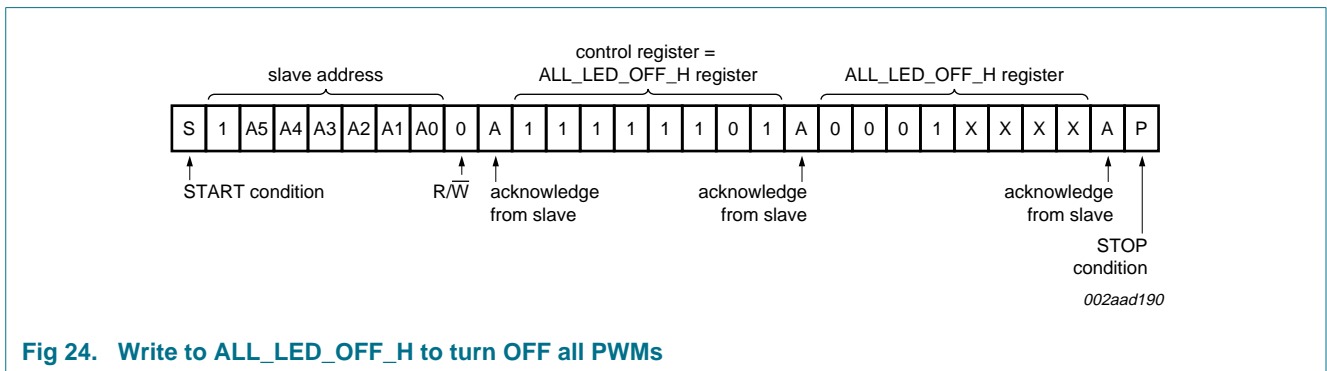 control register =
slave address ALL_LED_OFF_H register ALL_LED_OFF_H register
S 1 A5 A4 A3 A2 A1 A0 0 A 1 1 1 1 1 1 0 1 A 0 0 0 1 X X X X A P
START condition R/W̅ acknowledge acknowledge acknowledge
from slave from slave from slave
STOP
condition
002aad190
Fig 24. Write to ALL_LED_OFF_H to turn OFF all PWMs